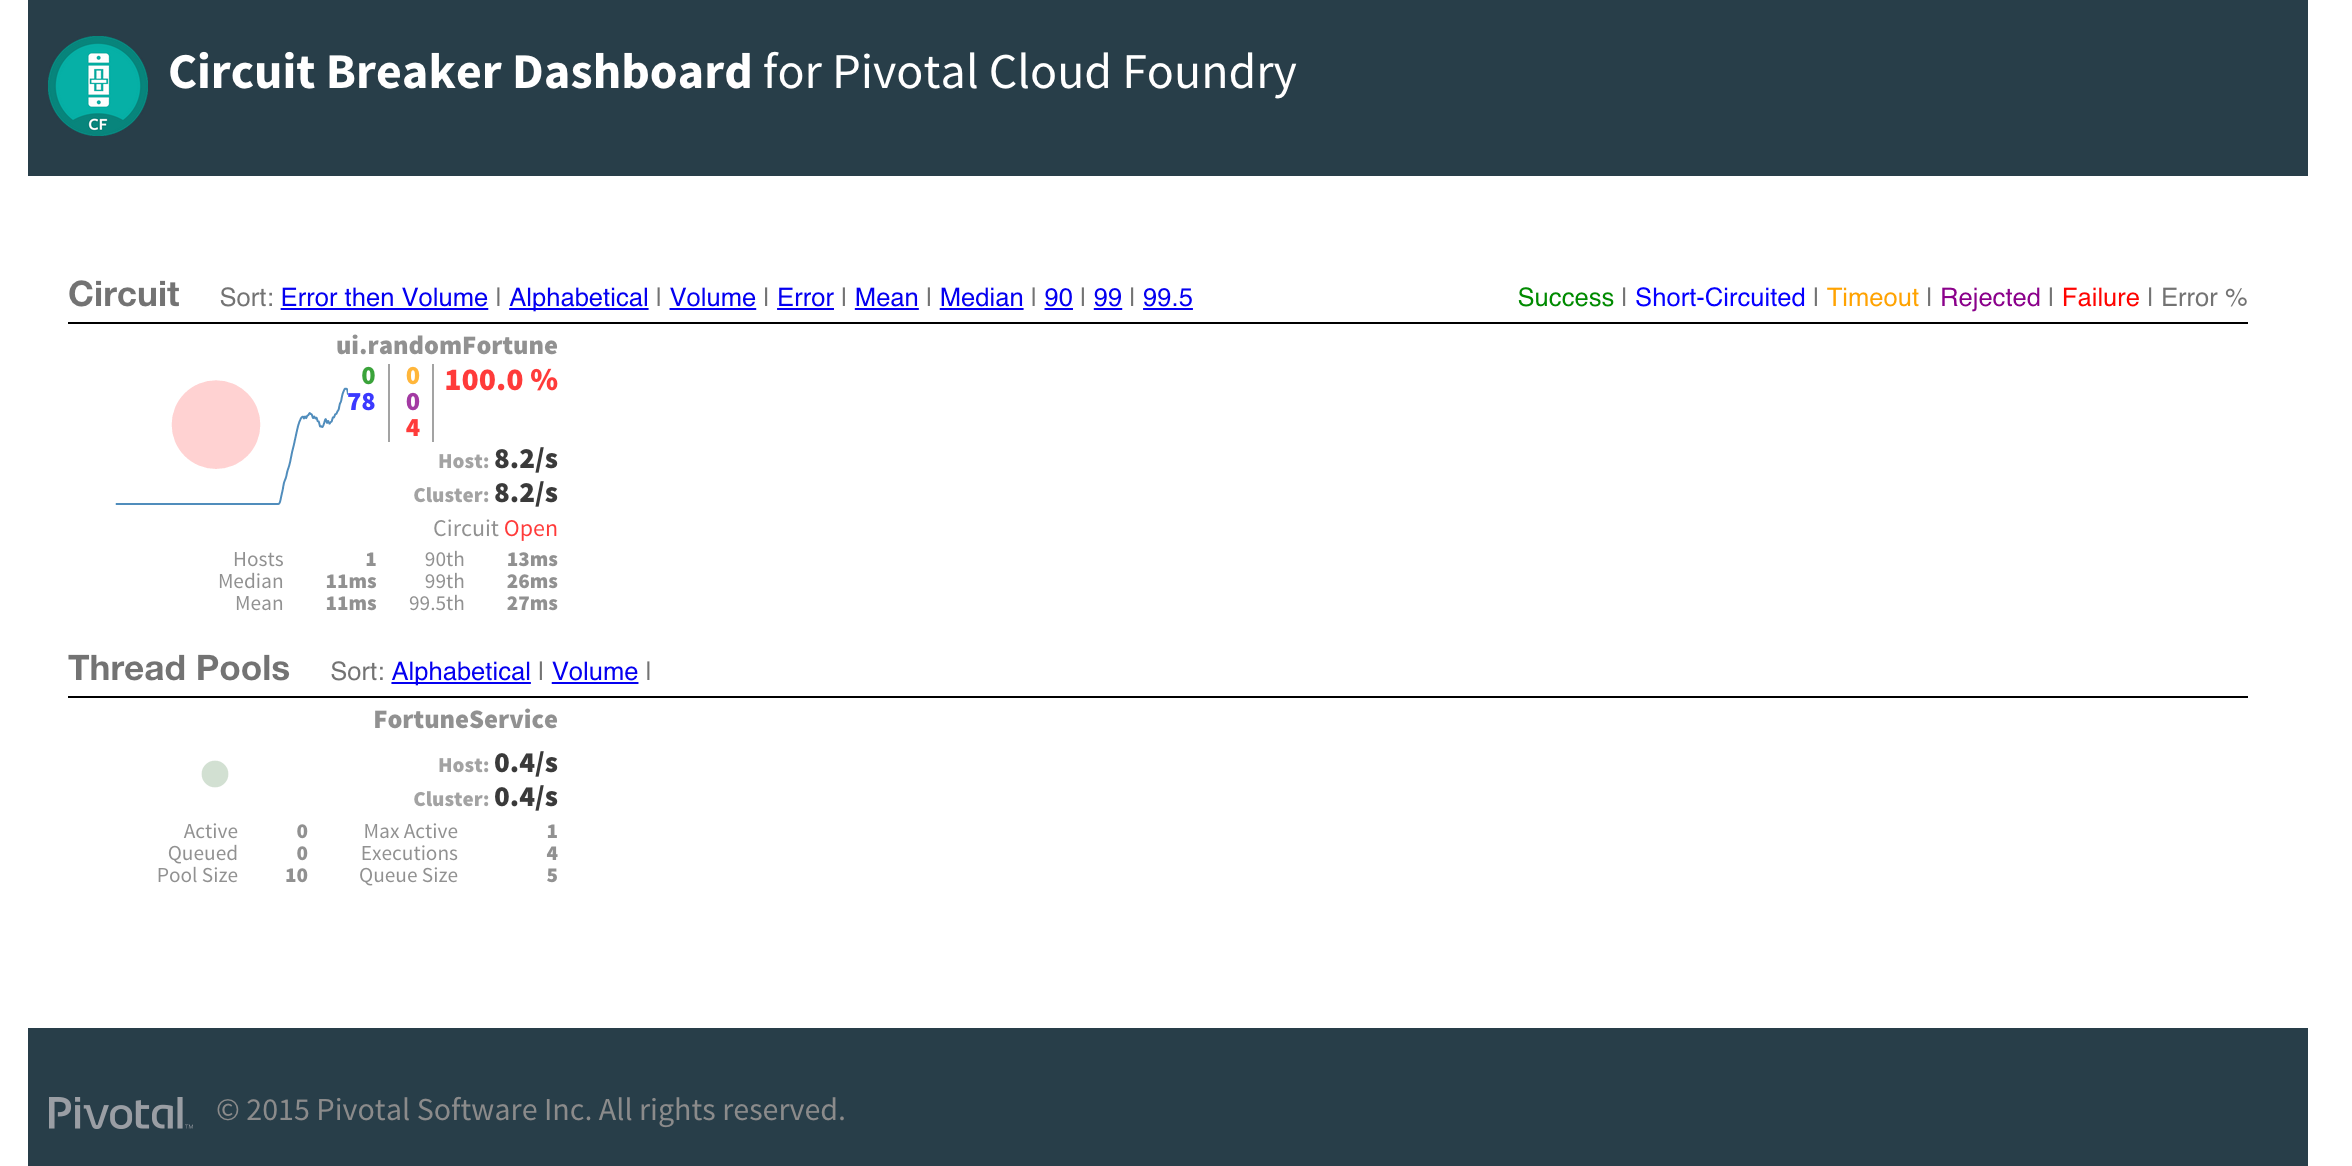 Circuit Breaker Dashboard for Pivotal Cloud Foundry
CF
Circuit Sort: Error then Volume | Alphabetical | Volume | Error | Mean | Median | 90 | 99 | 99.5 Success | Short-Circuited | Timeout | Rejected | Failure | Error %
ui.randomFortune
0 0 100.0 %
78 0
4
Host: 8.2/s
Cluster: 8.2/s
Circuit Open
Hosts 1 90th 13ms
Median 11ms 99th 26ms
Mean 11ms 99.5th 27ms
Thread Pools Sort: Alphabetical | Volume |
FortuneService
Host: 0.4/s
Cluster: 0.4/s
Active 0 Max Active 1
Queued 0 Executions 4
Pool Size 10 Queue Size 5
Pivotal™ © 2015 Pivotal Software Inc. All rights reserved.